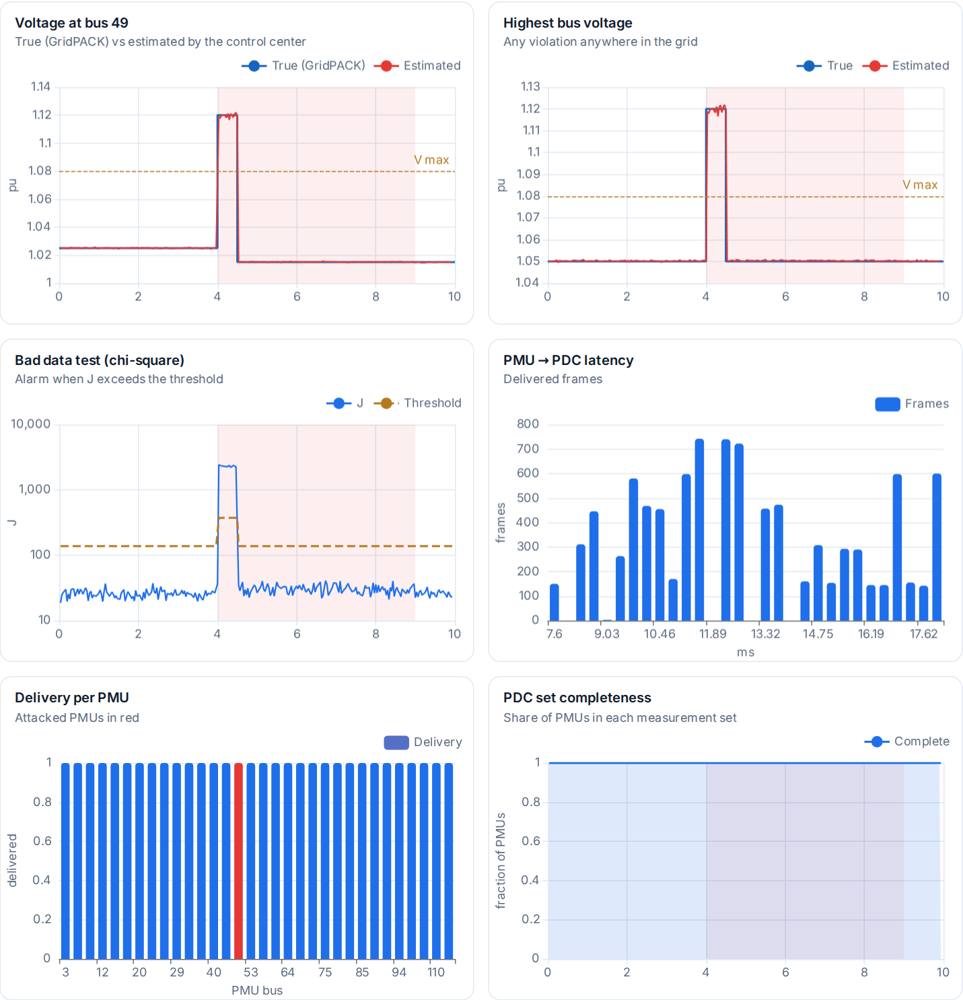 Voltage at bus 49
True (GridPACK) vs estimated by the control center
True (GridPACK) Estimated
1.14
1.12
1.1
1.08
1.06
1.04
1.02
1
pu
V max
0 2 4 6 8 10
Highest bus voltage
Any violation anywhere in the grid
True Estimated
1.13
1.12
1.11
1.1
1.09
1.08
1.07
1.06
1.05
1.04
pu
V max
0 2 4 6 8 10
Bad data test (chi-square)
Alarm when J exceeds the threshold
J Threshold
10,000
1,000
100
10
J
0 2 4 6 8 10
PMU → PDC latency
Delivered frames
Frames
800
700
600
500
400
300
200
100
0
frames
7.6 9.03 10.46 11.89 13.32 14.75 16.19 17.62
ms
Delivery per PMU
Attacked PMUs in red
Delivery
1
0.8
0.6
0.4
0.2
0
delivered
3 12 20 29 40 53 64 75 85 94 110
PMU bus
PDC set completeness
Share of PMUs in each measurement set
Complete
1
0.8
0.6
0.4
0.2
0
fraction of PMUs
0 2 4 6 8 10